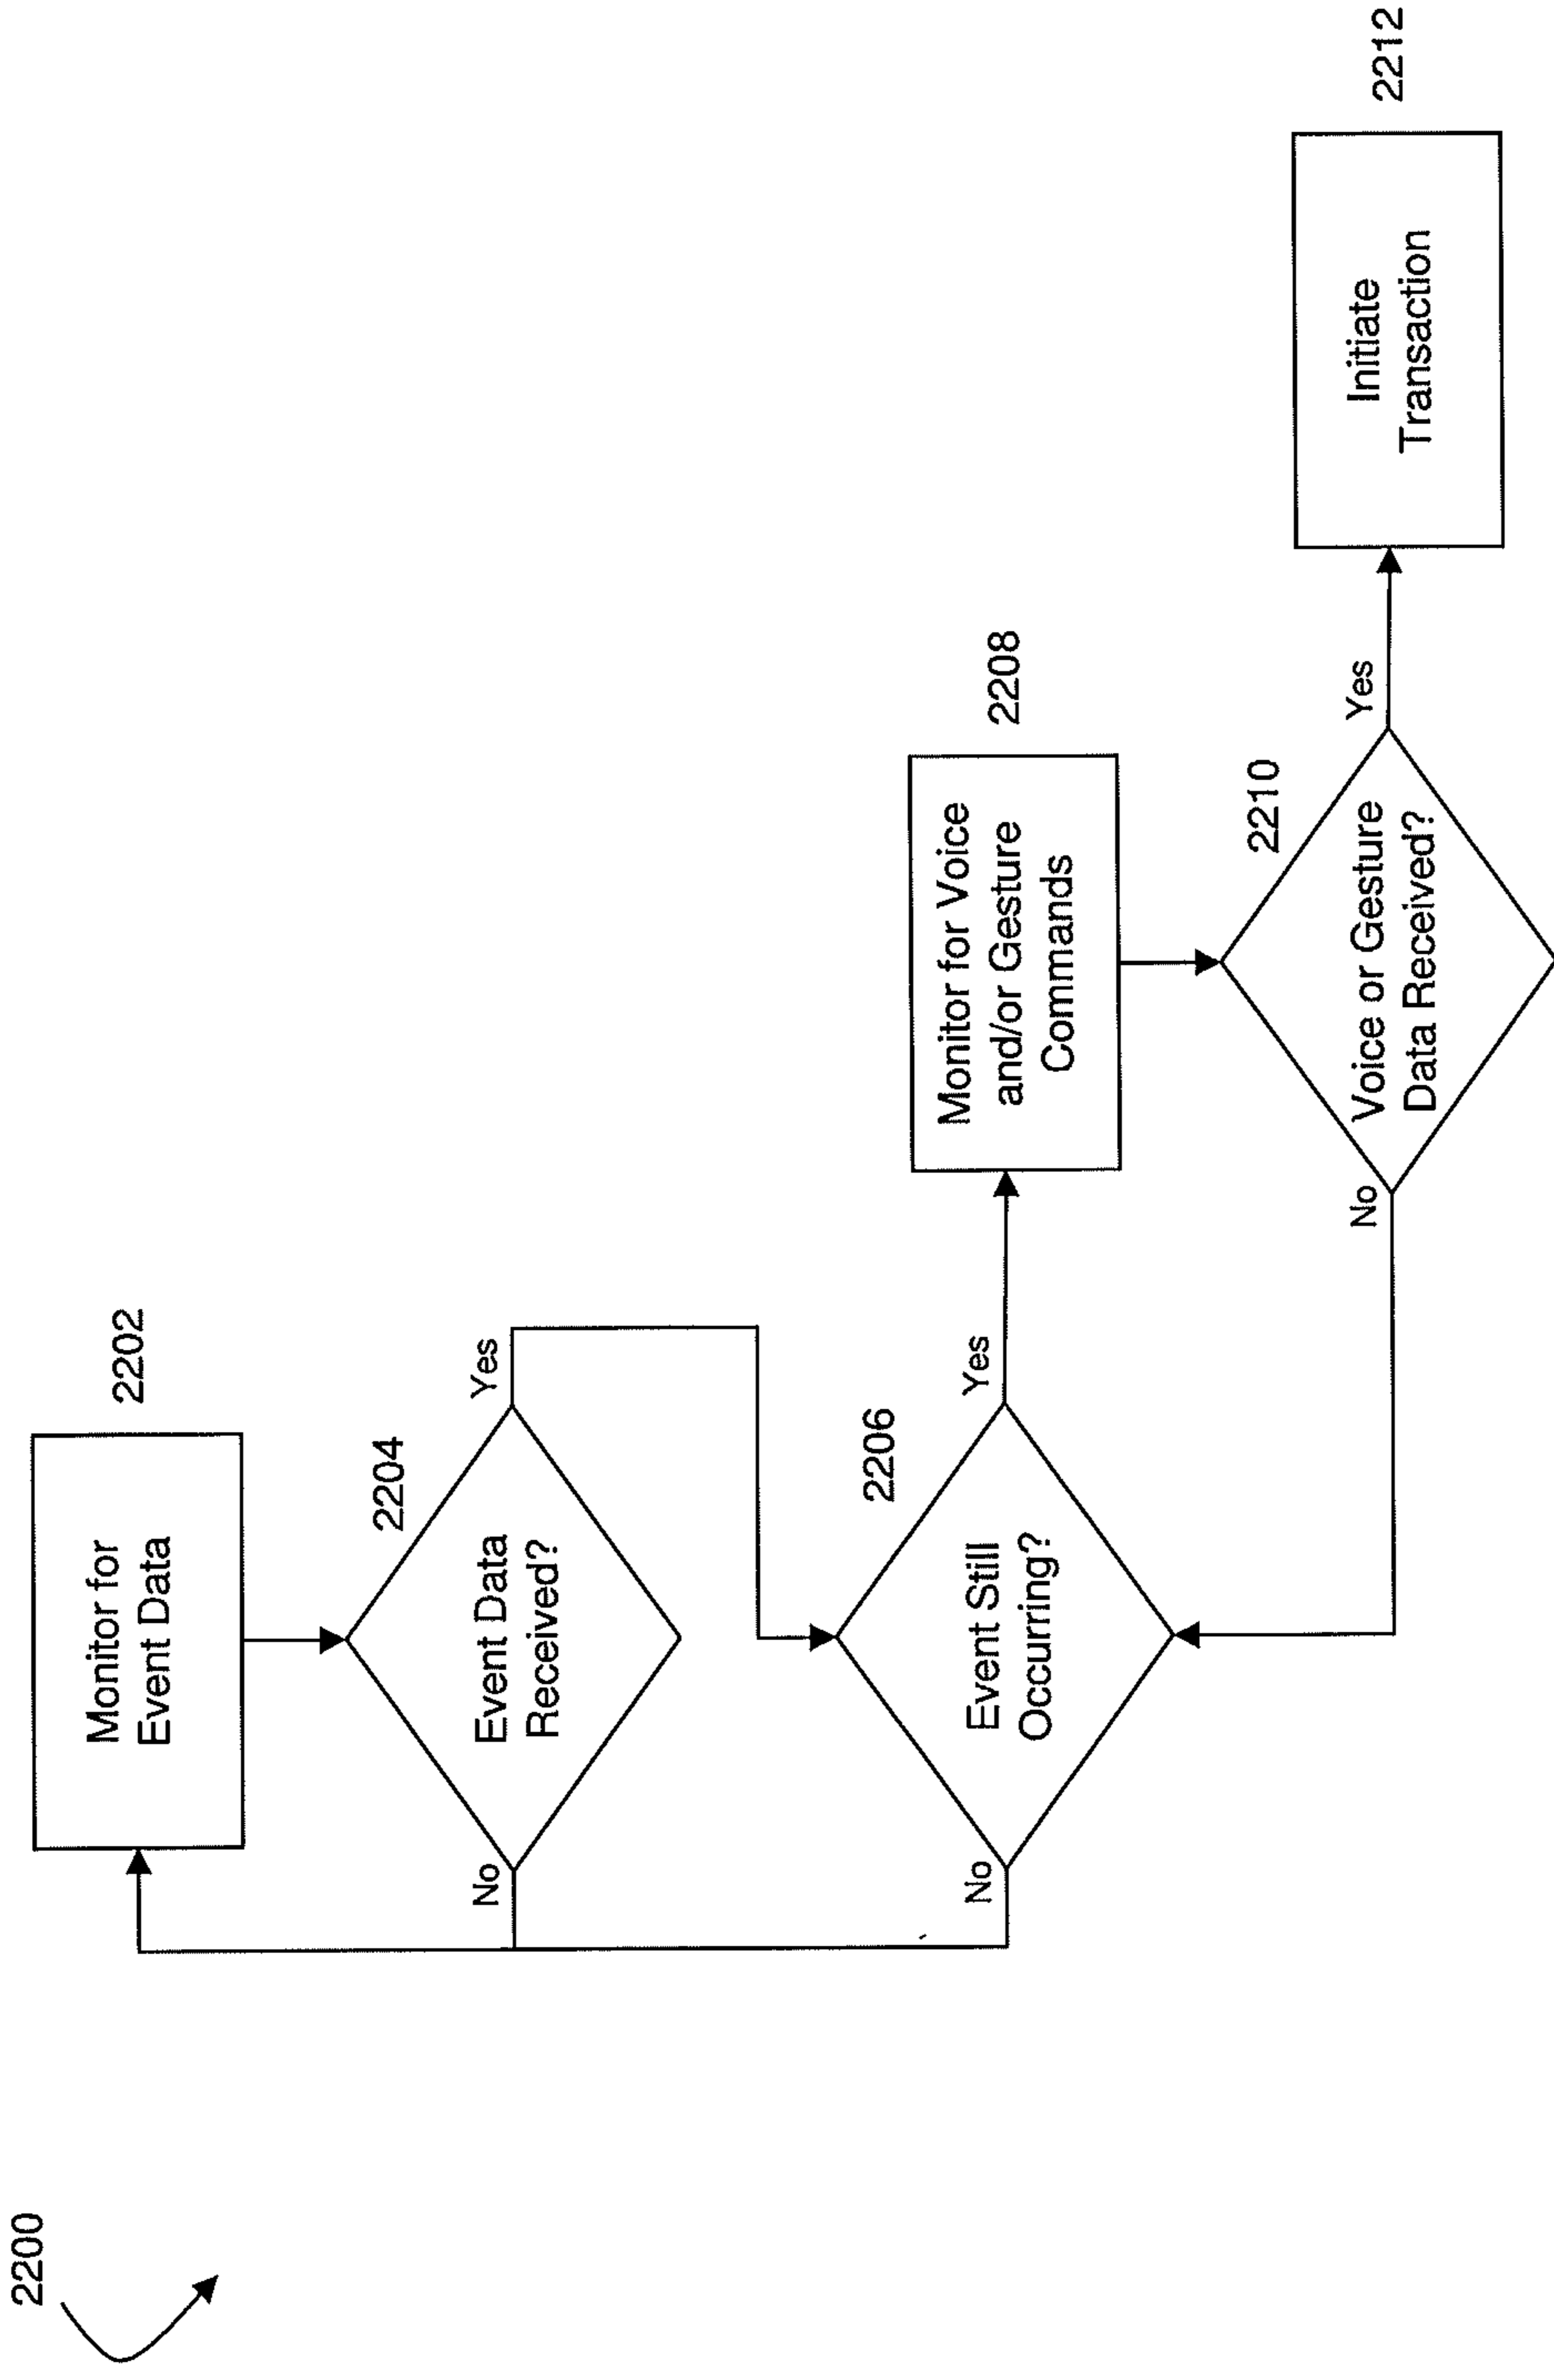 2200
Monitor for
Event Data
2202
2204
Event Data
Received?
No
Yes
2206
Event Still
Occurring?
No
Yes
2208
Monitor for Voice
and/or Gesture
Commands
2210
Voice or Gesture
Data Received?
No
Yes
Initiate
Transaction
2212